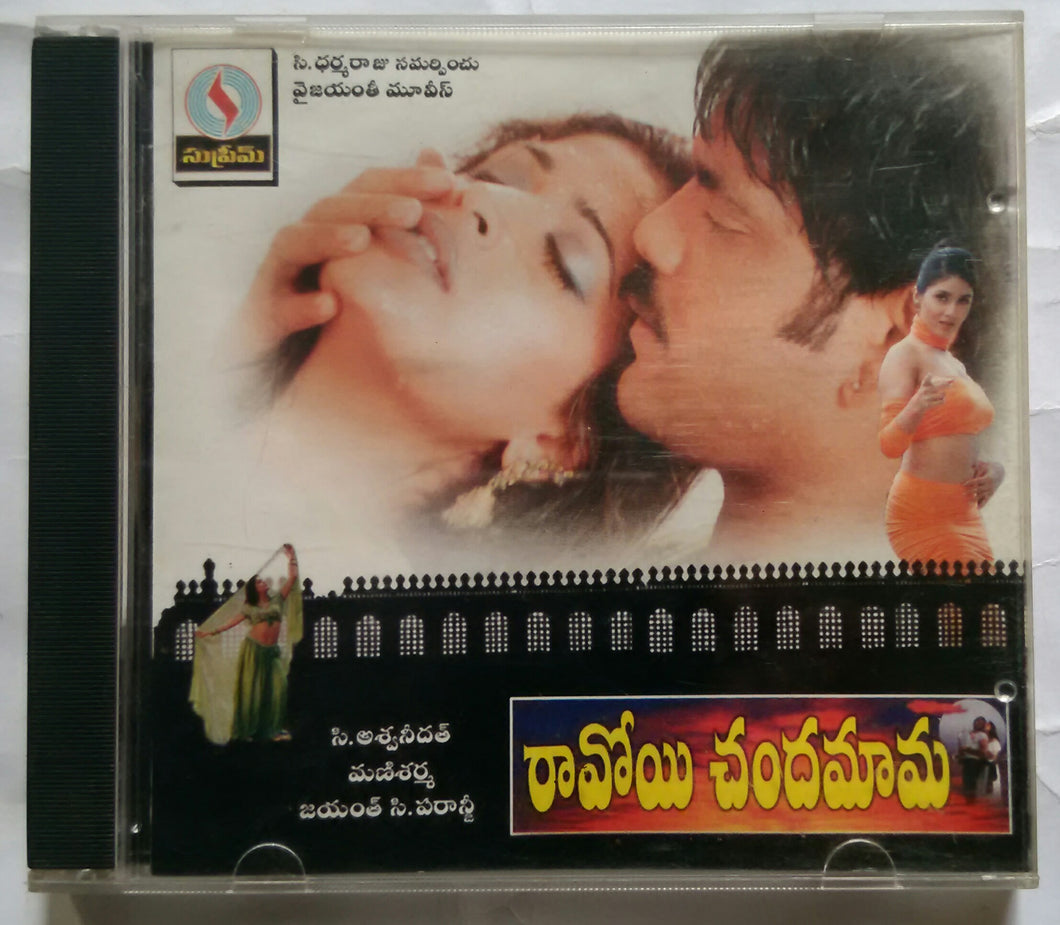 సుప్రీమ్
సి.ధర్మరాజు సమర్పించు
వైజయంతీ మూవీస్
సి.అశ్వనీదత్
మణిశర్మ
జయంత్ సి.పరాన్జీ
రావోయి చందమామ